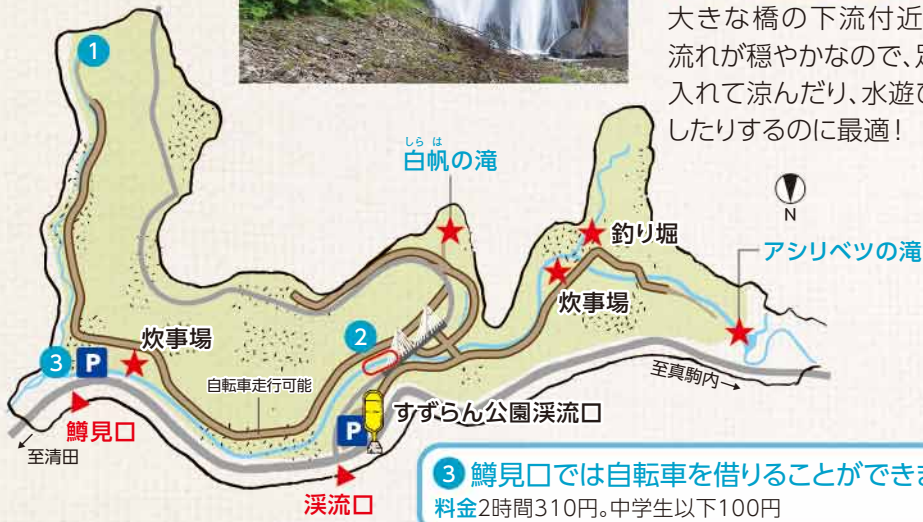 大きな橋の下流付近
流れが穏やかなので、
入れて涼んだり、水遊び
したりするのに最適！
1
しらは
白帆の滝
N
釣り堀
アシリベツの滝
炊事場
2
炊事場
3
P
自転車走行可能
至真駒内→
すずらん公園渓流口
P
鱒見口
至清田
渓流口
3 鱒見口では自転車を借りることができま
料金2時間310円。中学生以下100円